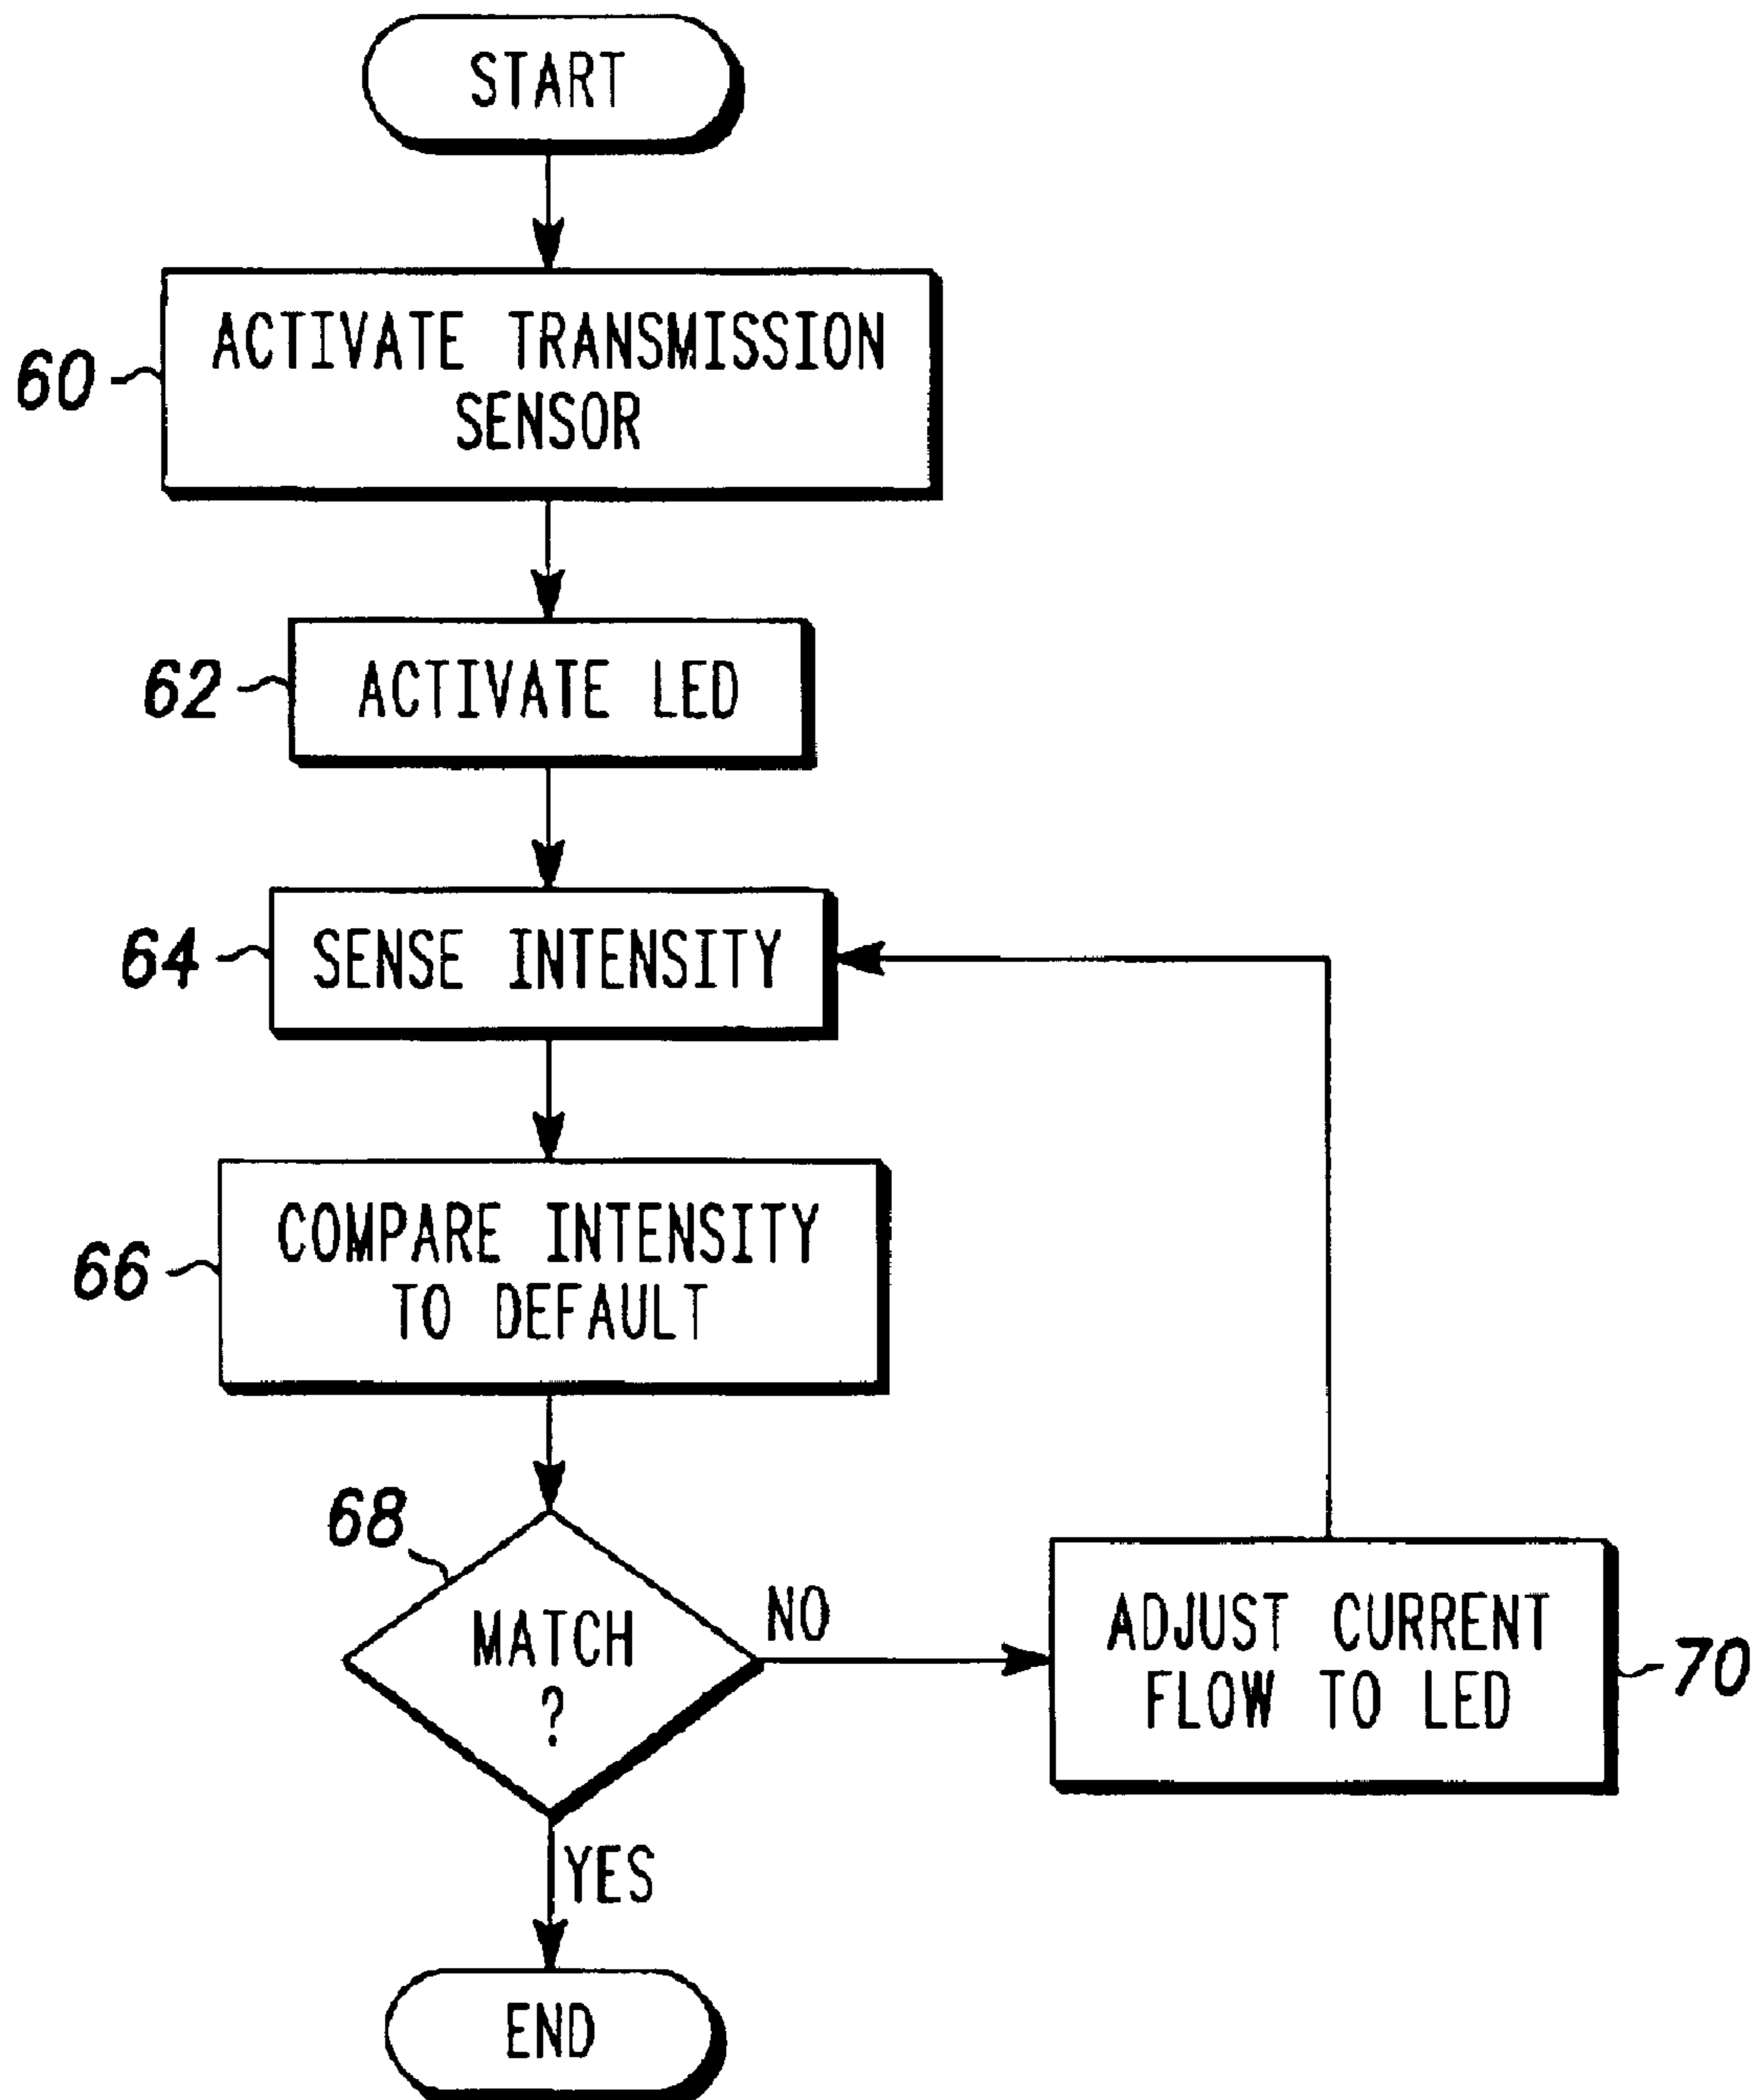 START
60
ACTIVATE TRANSMISSION
SENSOR
62
ACTIVATE LED
64
SENSE INTENSITY
66
COMPARE INTENSITY
TO DEFAULT
68
MATCH
?
NO
ADJUST CURRENT
FLOW TO LED
70
YES
END